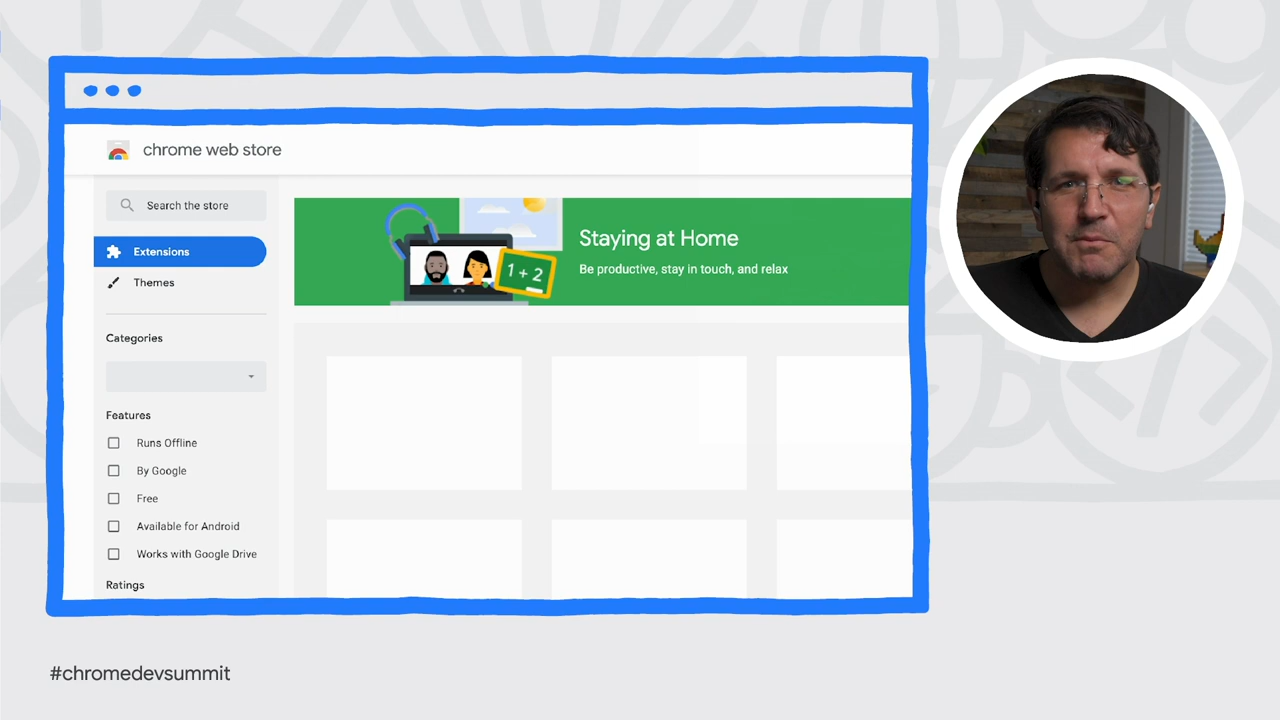 chrome web store
Search the store
Extensions
Themes
Categories
Features
Runs Offline
By Google
Free
Available for Android
Works with Google Drive
Ratings
Staying at Home
Be productive, stay in touch, and relax
1 + 2
#chromedevsummit